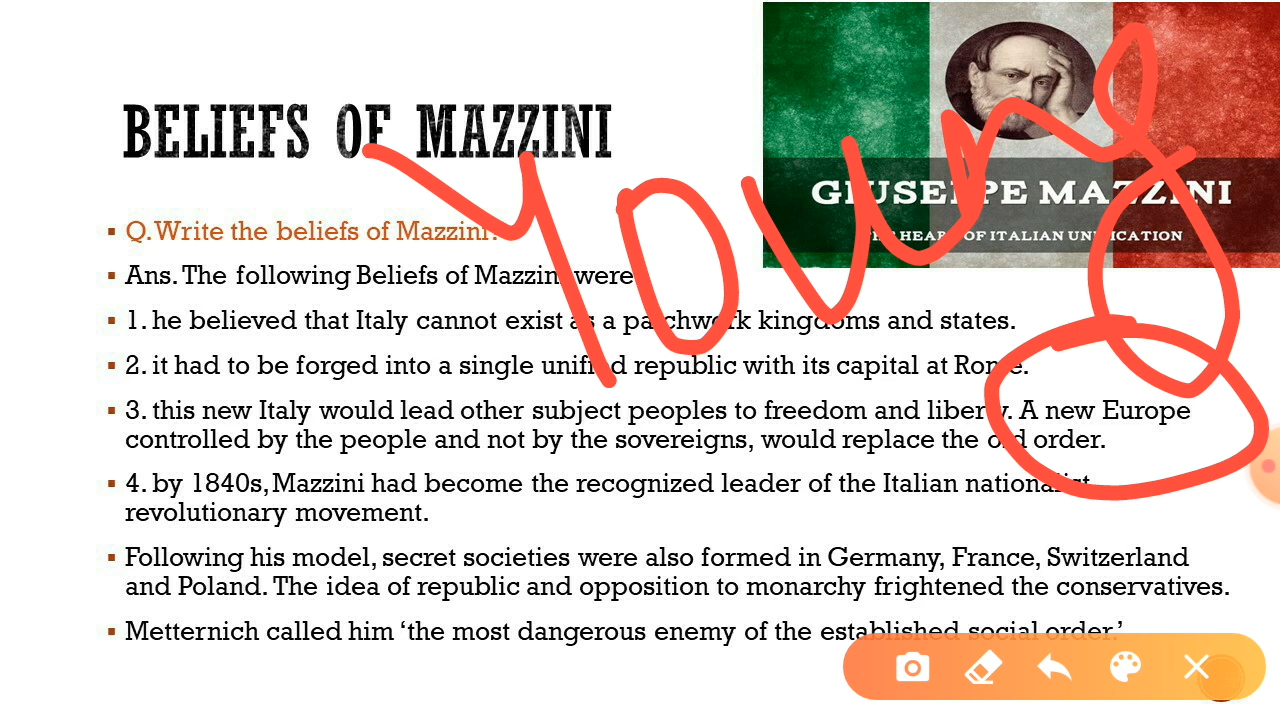 BELIEFS OF MAZZINI
GIUSEPPE MAZZINI
THE HEART OF ITALIAN UNIFICATION
Young
Q.Write the beliefs of Mazzini.
Ans. The following Beliefs of Mazzini were
1. he believed that Italy cannot exist as a patchwork kingdoms and states.
2. it had to be forged into a single unified republic with its capital at Rome.
3. this new Italy would lead other subject peoples to freedom and liberty. A new Europe
controlled by the people and not by the sovereigns, would replace the old order.
4. by 1840s, Mazzini had become the recognized leader of the Italian nationalist
revolutionary movement.
Following his model, secret societies were also formed in Germany, France, Switzerland
and Poland. The idea of republic and opposition to monarchy frightened the conservatives.
Metternich called him ‘the most dangerous enemy of the established social order.’